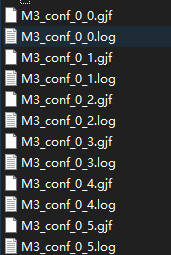 M3_conf_0_0.gjf
M3_conf_0_0.log
M3_conf_0_1.gjf
M3_conf_0_1.log
M3_conf_0_2.gjf
M3_conf_0_2.log
M3_conf_0_3.gjf
M3_conf_0_3.log
M3_conf_0_4.gjf
M3_conf_0_4.log
M3_conf_0_5.gjf
M3_conf_0_5.log